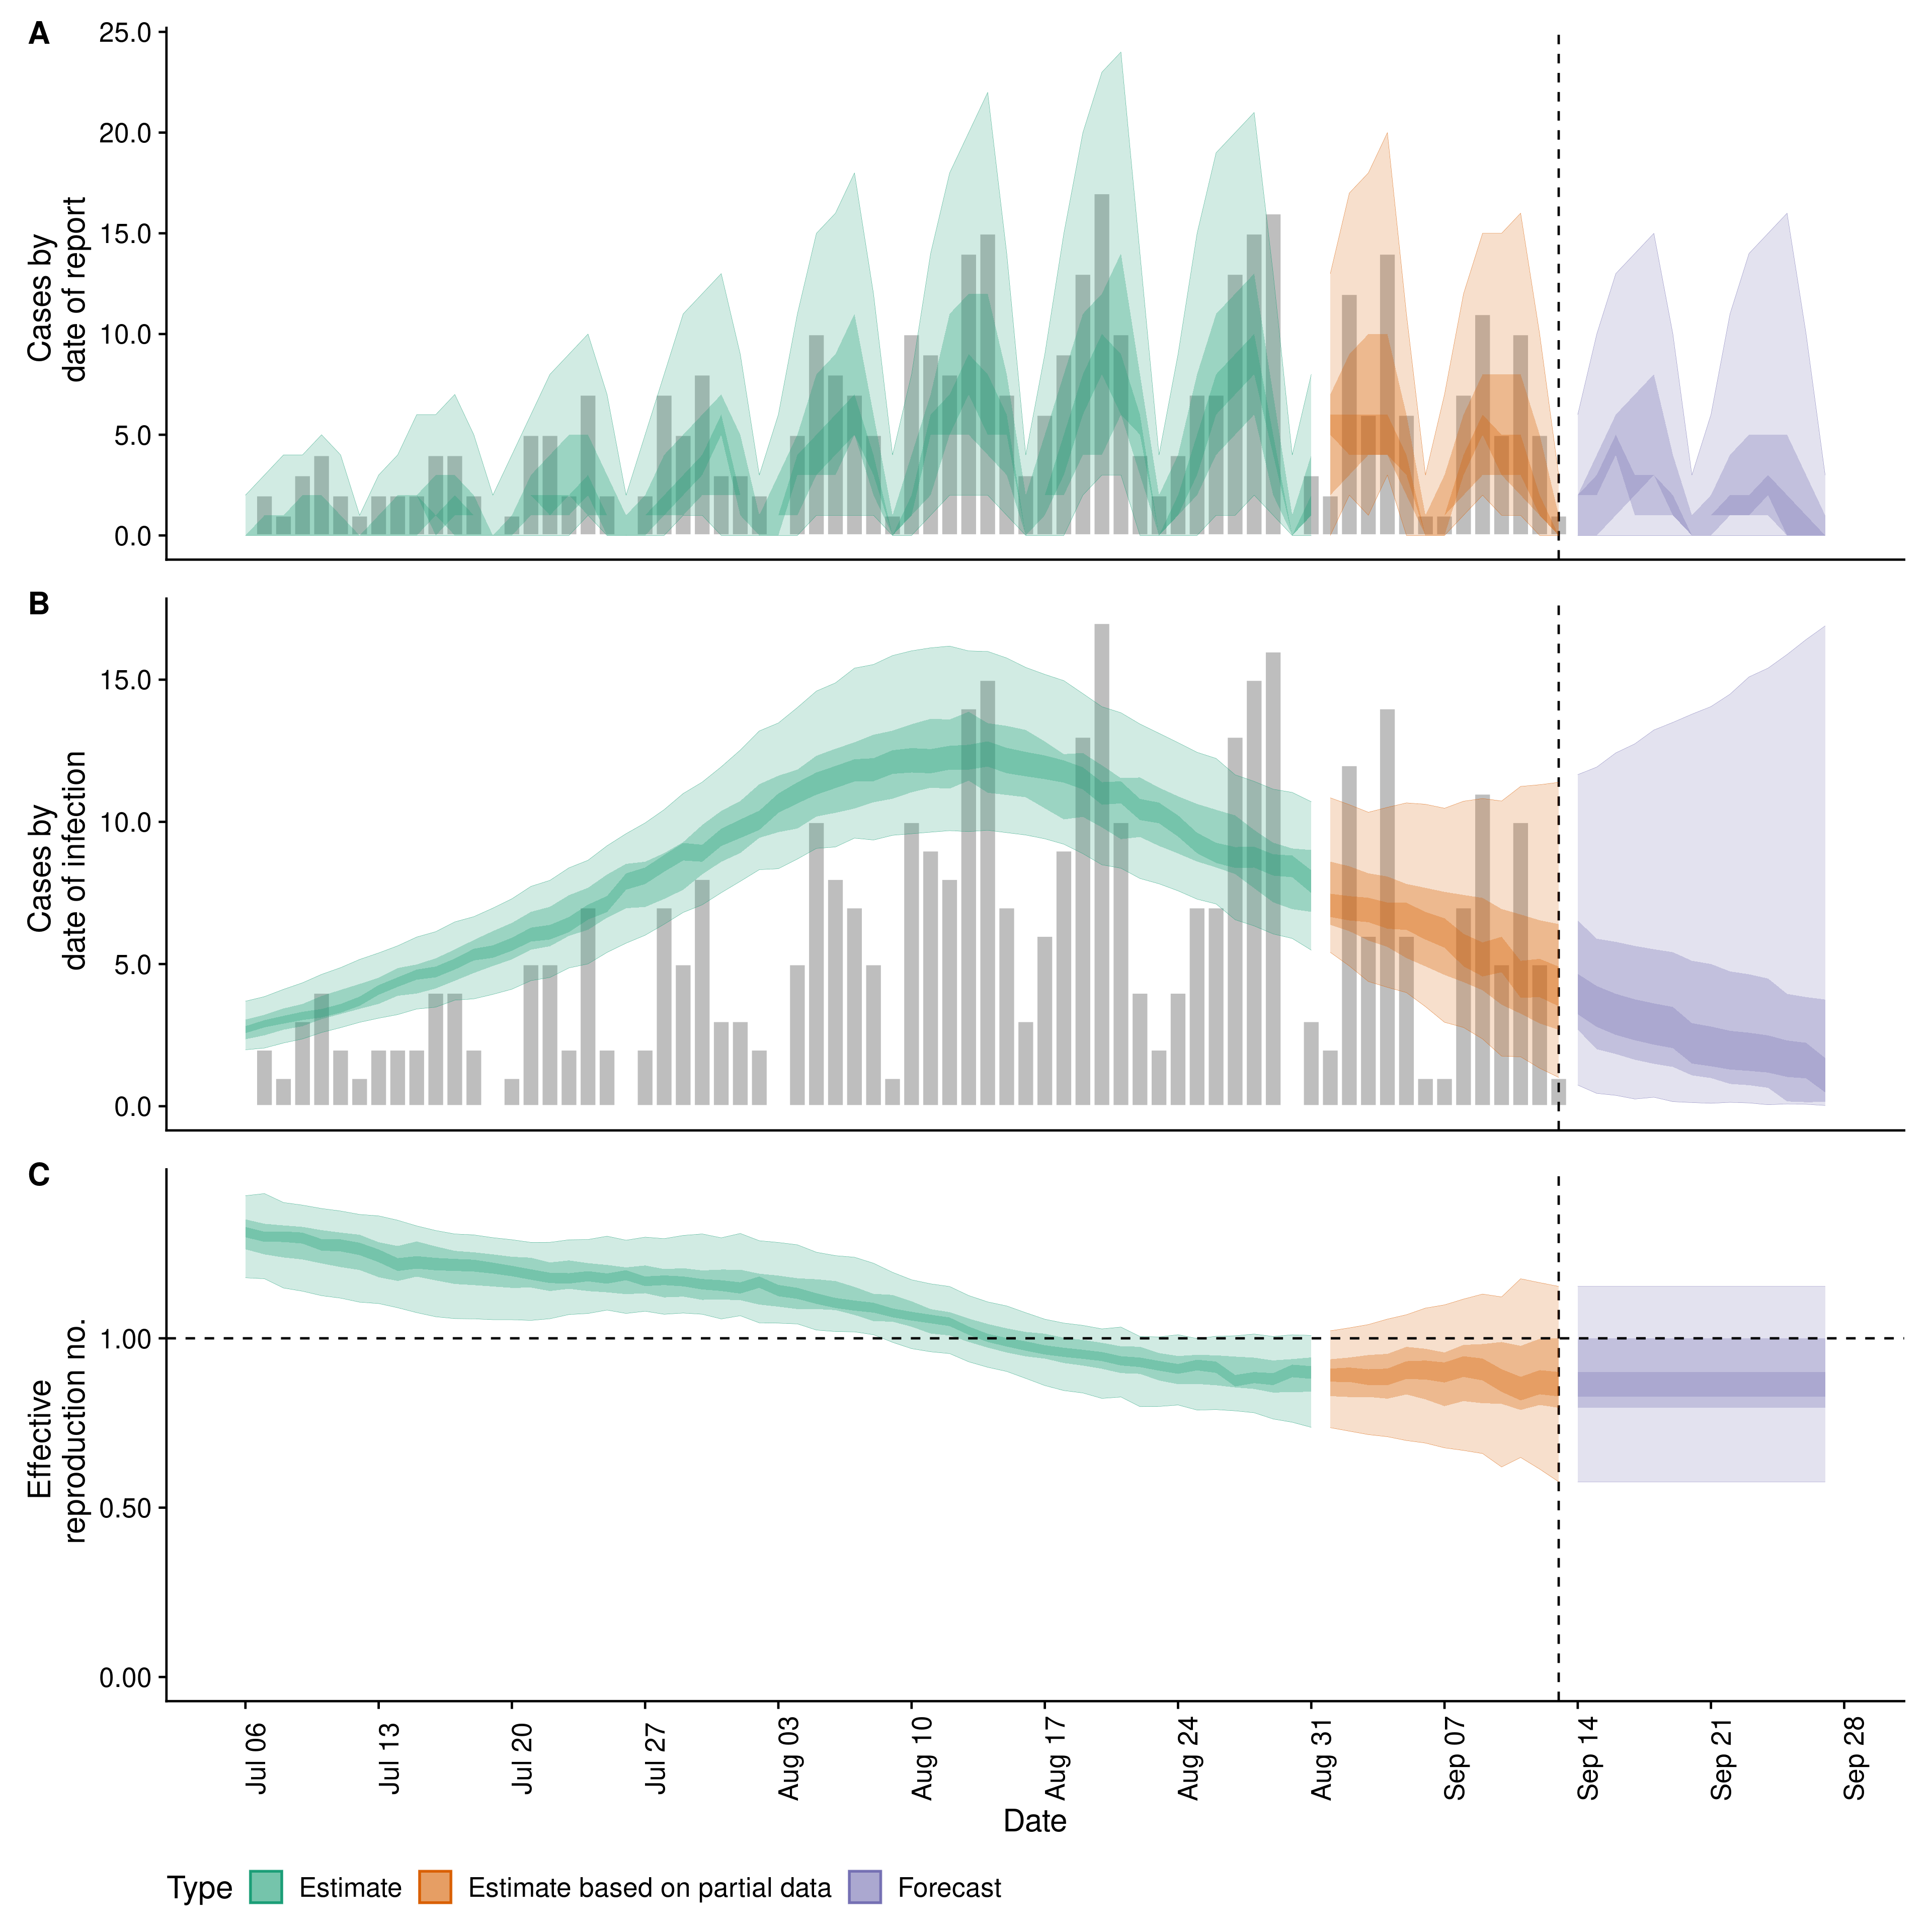 A
25.0
20.0
15.0
10.0
5.0
0.0
Cases by
date of report
B
15.0
10.0
5.0
0.0
Cases by
date of infection
C
1.00
0.50
0.00
Effective
reproduction no.
Jul 06
Jul 13
Jul 20
Jul 27
Aug 03
Aug 10
Aug 17
Aug 24
Aug 31
Sep 07
Sep 14
Sep 21
Sep 28
Date
Type Estimate Estimate based on partial data Forecast